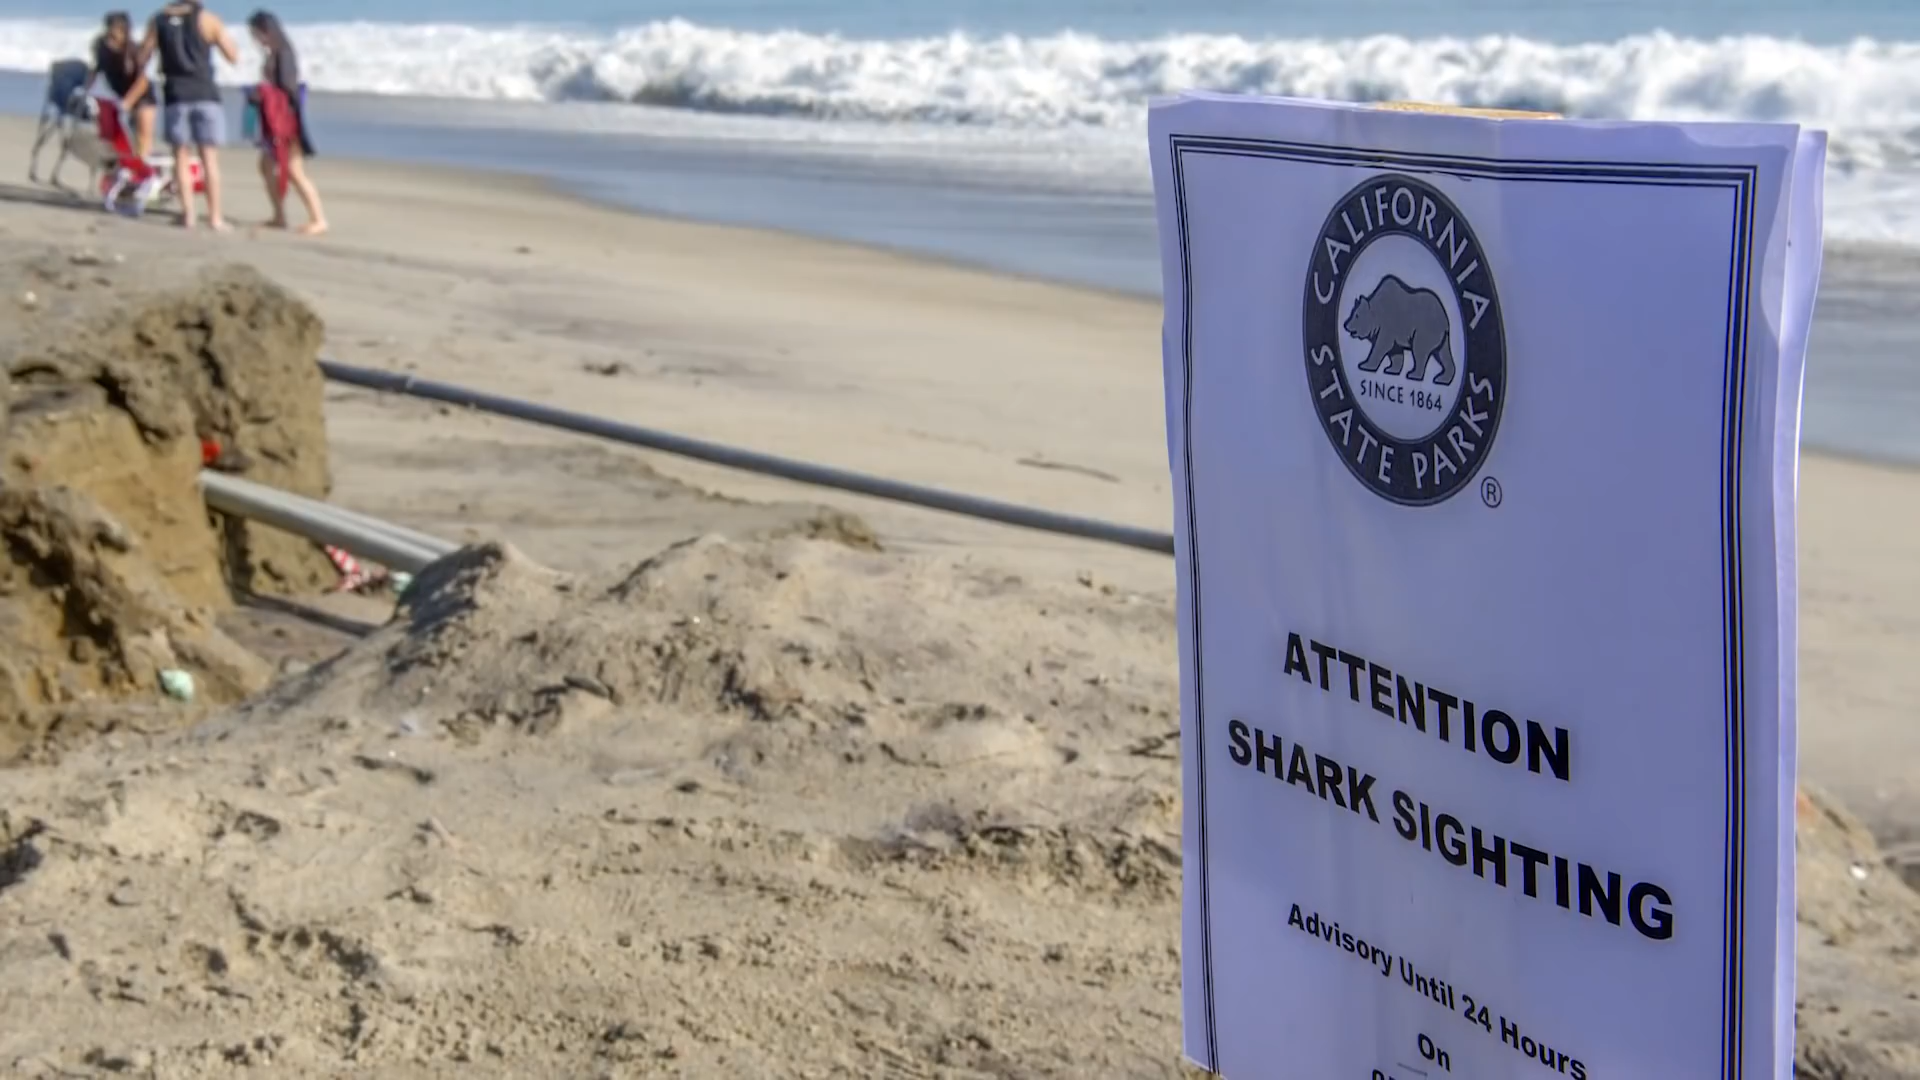 CALIFORNIA
SINCE 1864
STATE PARKS
®
ATTENTION
SHARK SIGHTING
Advisory Until 24 Hours
On